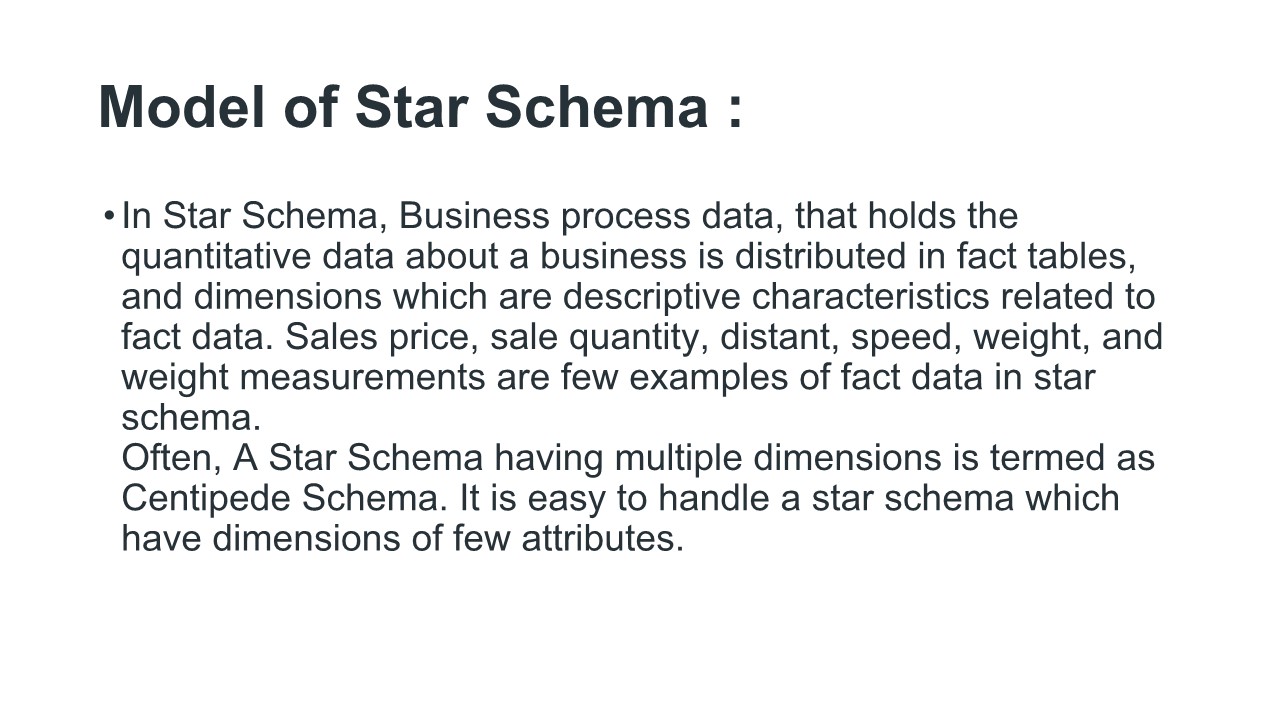 Model of Star Schema :
• In Star Schema, Business process data, that holds the
quantitative data about a business is distributed in fact tables,
and dimensions which are descriptive characteristics related to
fact data. Sales price, sale quantity, distant, speed, weight, and
weight measurements are few examples of fact data in star
schema.
Often, A Star Schema having multiple dimensions is termed as
Centipede Schema. It is easy to handle a star schema which
have dimensions of few attributes.